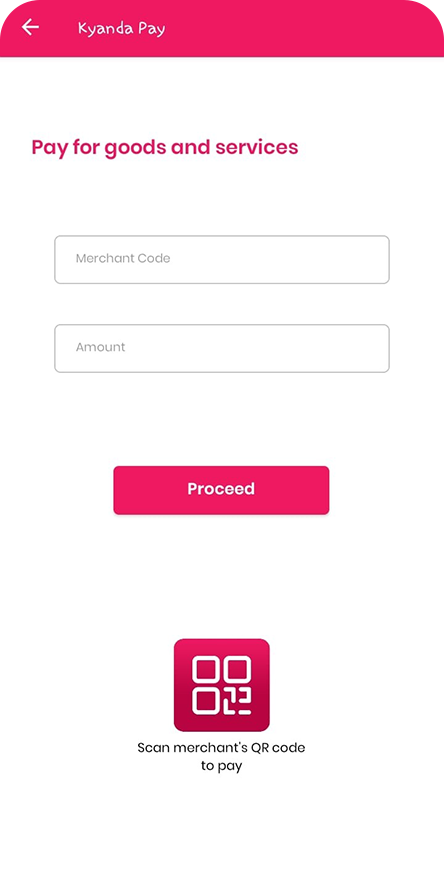 Kyanda Pay
Pay for goods and services
Merchant Code
Amount
Proceed
Scan merchant's QR code
to pay